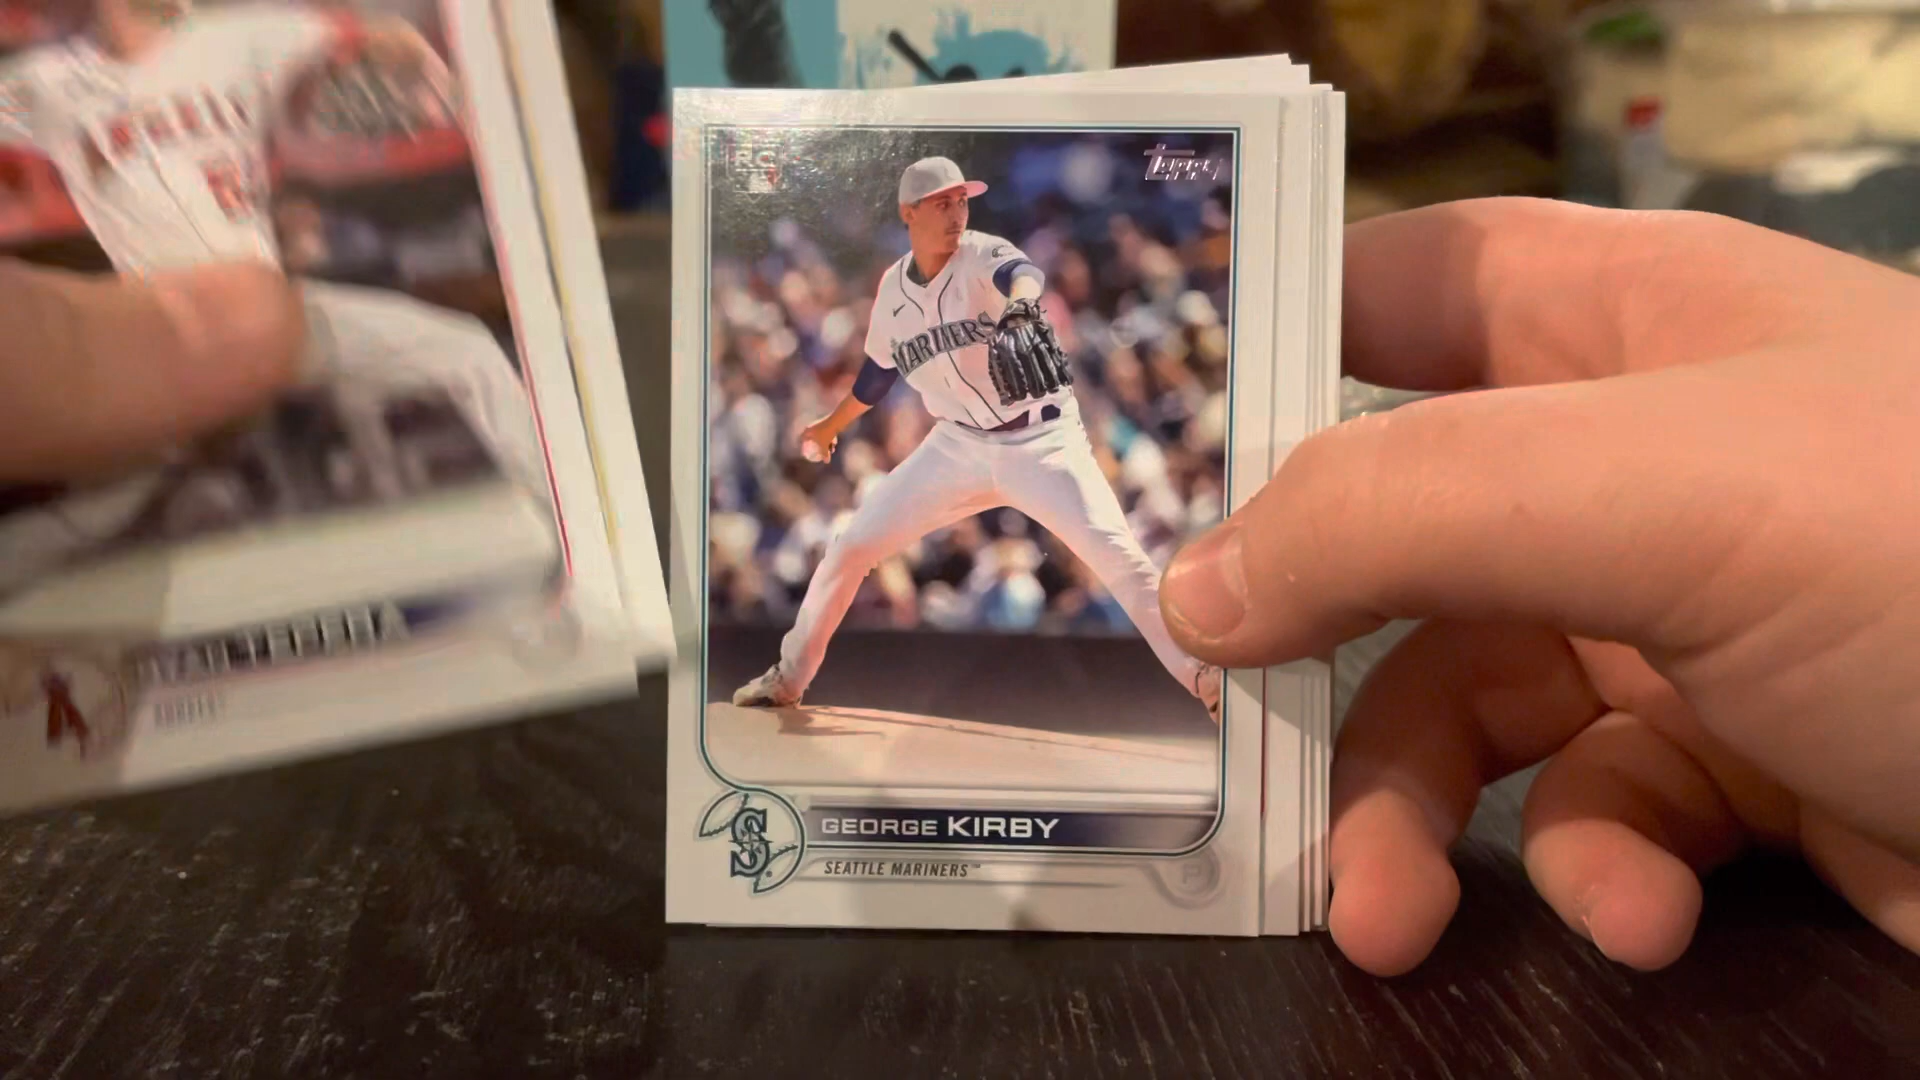 RC
Topps
MARINERS
S
GEORGE KIRBY
SEATTLE MARINERS™
P